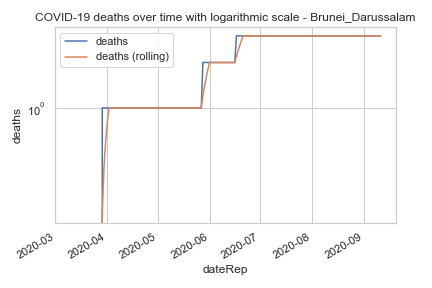 COVID-19 deaths over time with logarithmic scale - Brunei_Darussalam
deaths
deaths (rolling)
deaths
10⁰
2020-03
2020-04
2020-05
2020-06
2020-07
2020-08
2020-09
dateRep